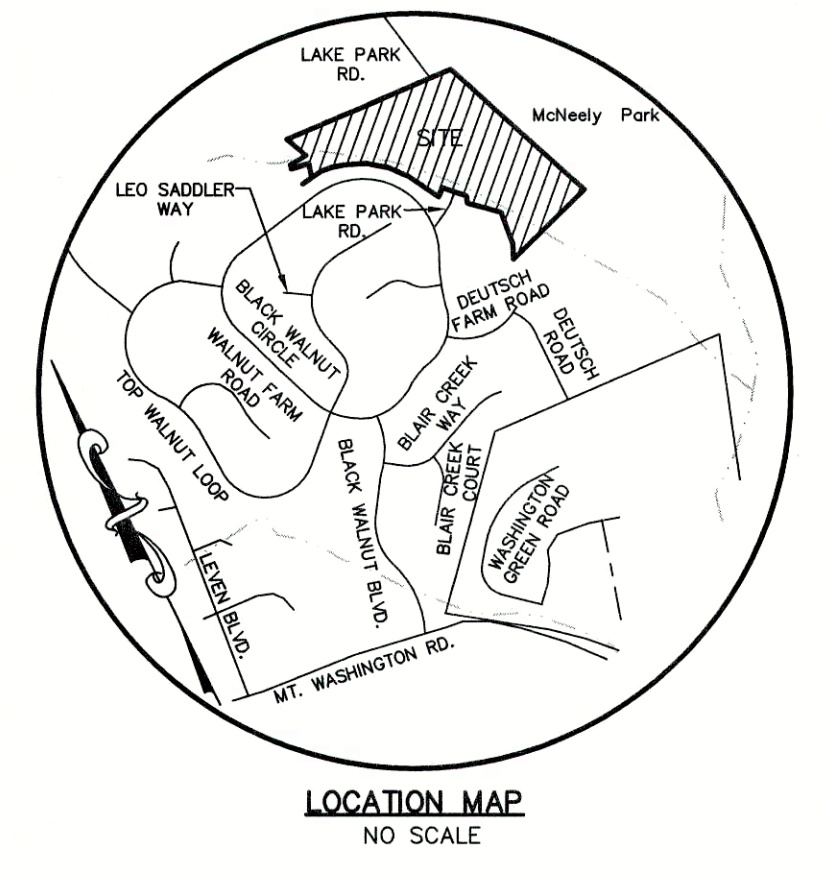 LAKE PARK
RD.
McNeely Park
SITE
LEO SADDLER
WAY
LAKE PARK
RD.
BLACK WALNUT
CIRCLE
DEUTSCH
FARM ROAD
DEUTSCH
ROAD
WALNUT FARM
ROAD
TOP WALNUT LOOP
BLAIR CREEK
WAY
BLAIR CREEK
COURT
BLACK WALNUT BLVD.
WASHINGTON
GREEN ROAD
LEVEN BLVD.
MT. WASHINGTON RD.
LOCATION MAP
NO SCALE